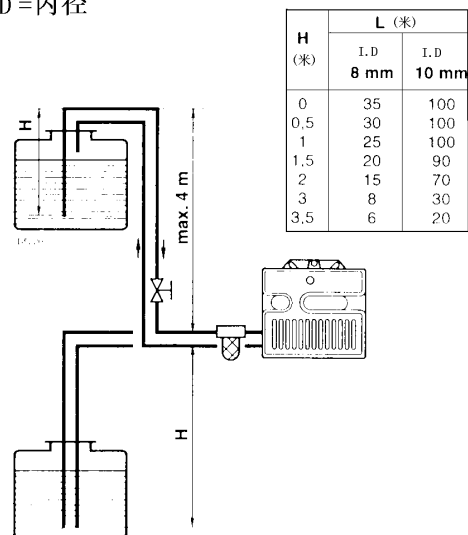 D =内径
H
(米)
L (米)
I.D
8 mm
I.D
10 mm
0 35 100
0,5 30 100
1 25 100
1,5 20 90
2 15 70
3 8 30
3,5 6 20
H
max. 4 m
H